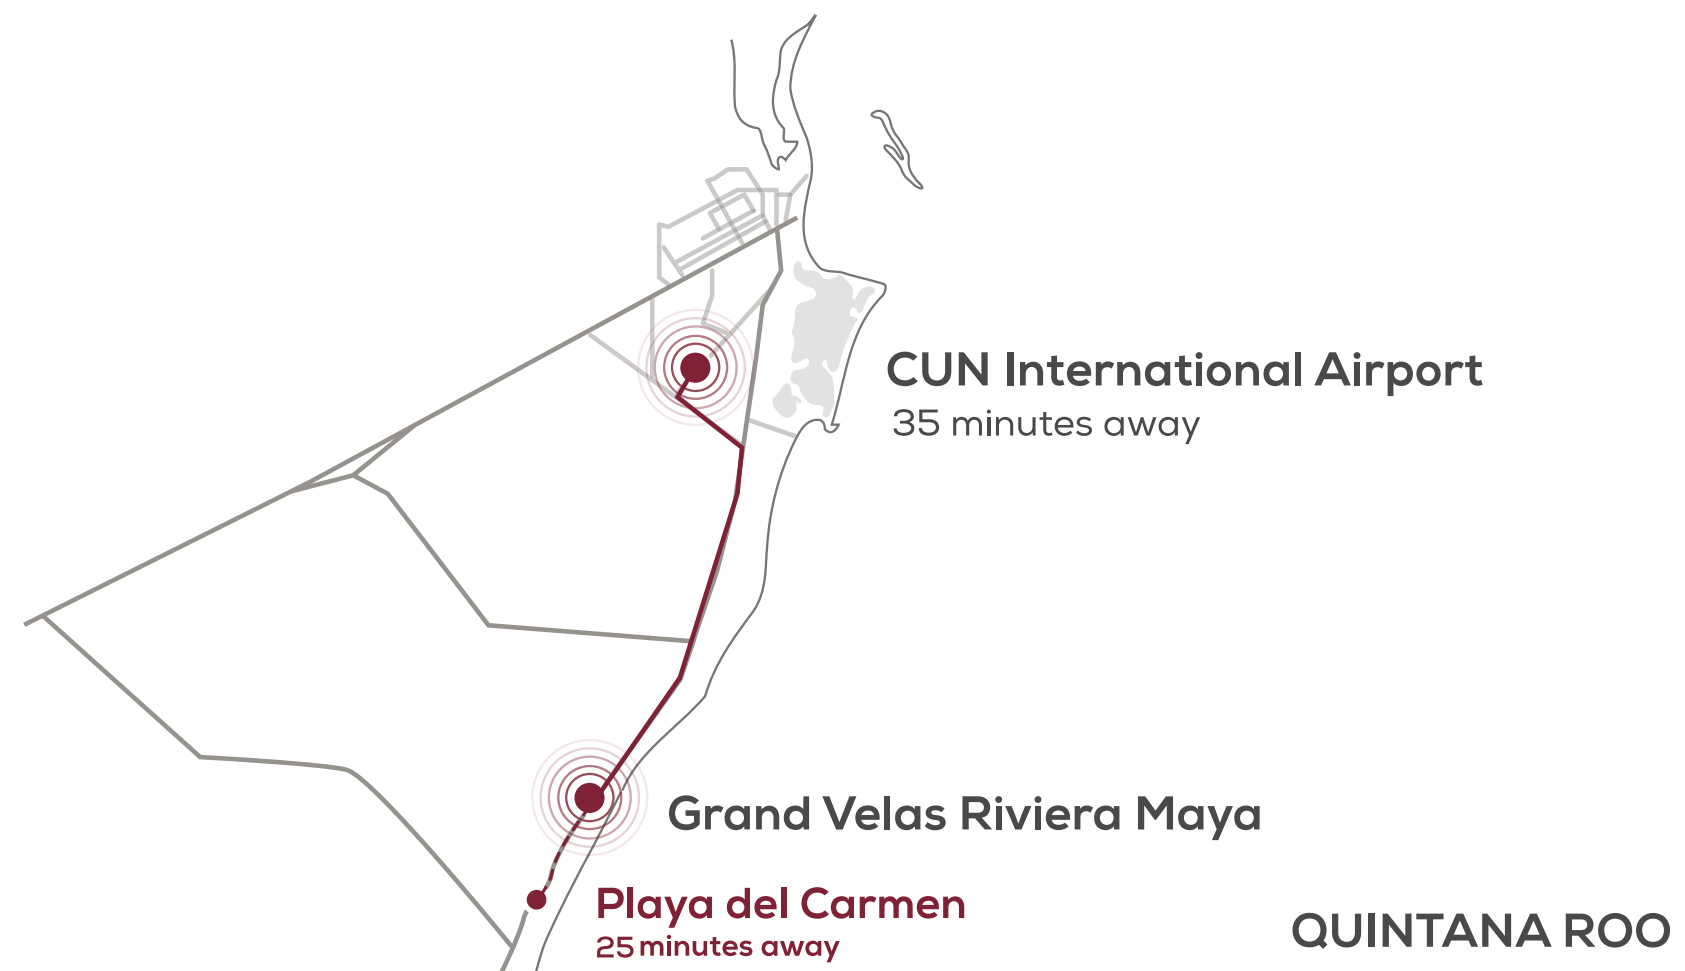 CUN International Airport
35 minutes away
Grand Velas Riviera Maya
Playa del Carmen
25 minutes away
QUINTANA ROO